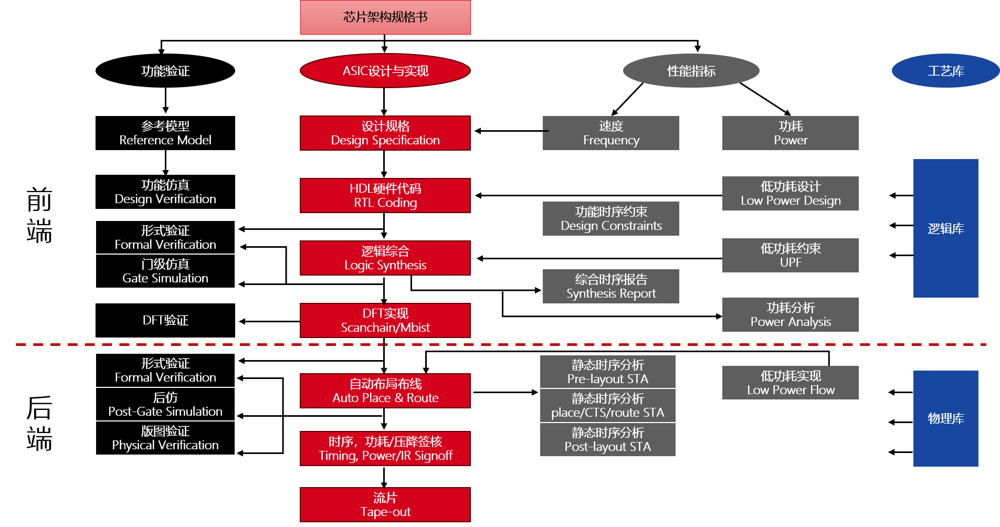 芯片架构规格书
功能验证
ASIC设计与实现
性能指标
工艺库
参考模型
Reference Model
设计规格
Design Specification
速度
Frequency
功耗
Power
前端
功能仿真
Design Verification
HDL硬件代码
RTL Coding
低功耗设计
Low Power Design
功能时序约束
Design Constraints
逻辑库
形式验证
Formal Verification
逻辑综合
Logic Synthesis
低功耗约束
UPF
门级仿真
Gate Simulation
综合时序报告
Synthesis Report
功耗分析
Power Analysis
DFT验证
DFT实现
Scanchain/Mbist
后端
形式验证
Formal Verification
自动布局布线
Auto Place & Route
静态时序分析
Pre-layout STA
低功耗实现
Low Power Flow
后仿
Post-Gate Simulation
静态时序分析
place/CTS/route STA
物理库
版图验证
Physical Verification
时序，功耗/压降签核
Timing, Power/IR Signoff
静态时序分析
Post-layout STA
流片
Tape-out